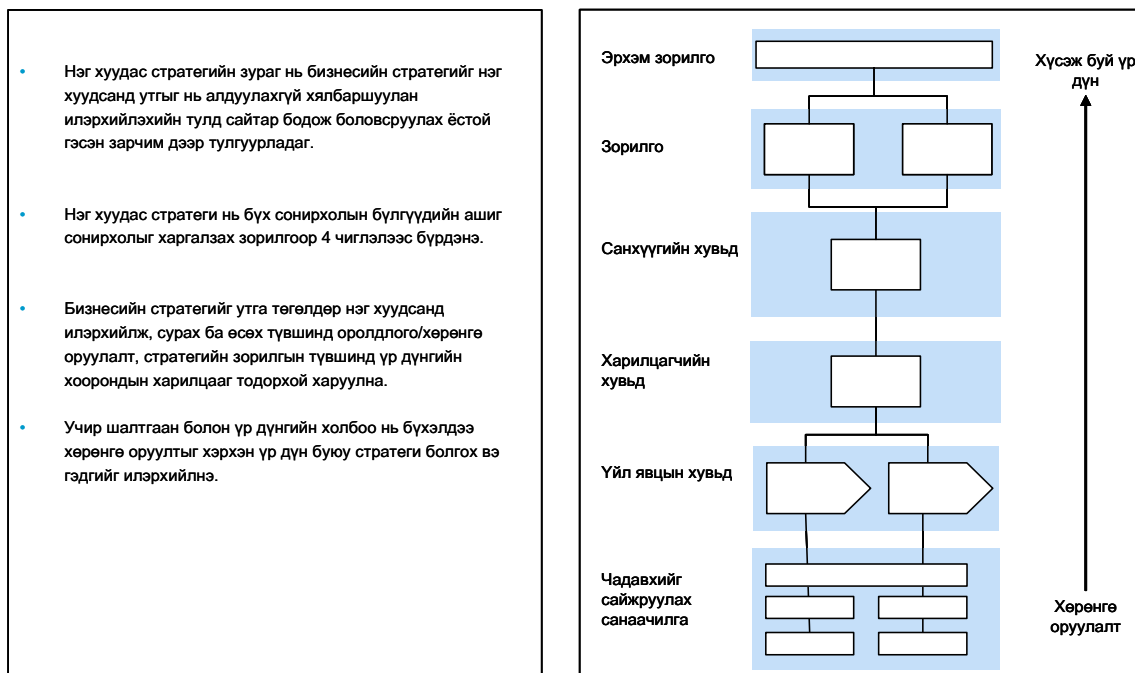 • Нэг хуудас стратегийн зураг нь бизнесийн стратегийг нэг
хуудсанд утгыг нь алдуулахгүй хялбаршуулан
илэрхийлэхийн тулд сайтар бодож боловсруулах ёстой
гэсэн зарчим дээр тулгуурладаг.
• Нэг хуудас стратеги нь бүх сонирхолын бүлгүүдийн ашиг
сонирхолыг харгалзах зорилгоор 4 чиглэлээс бүрдэнэ.
• Бизнесийн стратегийг утга төгөлдөр нэг хуудсанд
илэрхийлж, сурах ба өсөх түвшинд оролдлого/хөрөнгө
оруулалт, стратегийн зорилгын түвшинд үр дүнгийн
хоорондын харилцааг тодорхой харуулна.
• Учир шалтгаан болон үр дүнгийн холбоо нь бүхэлдээ
хөрөнгө оруултыг хэрхэн үр дүн буюу стратеги болгох вэ
гэдгийг илэрхийлнэ.
Эрхэм зорилго
Зорилго
Санхүүгийн хувьд
Харилцагчийн
хувьд
Үйл явцын хувьд
Чадавхийг
сайжруулах
санаачилга
Хүсэж буй үр
дүн
Хөрөнгө
оруулалт